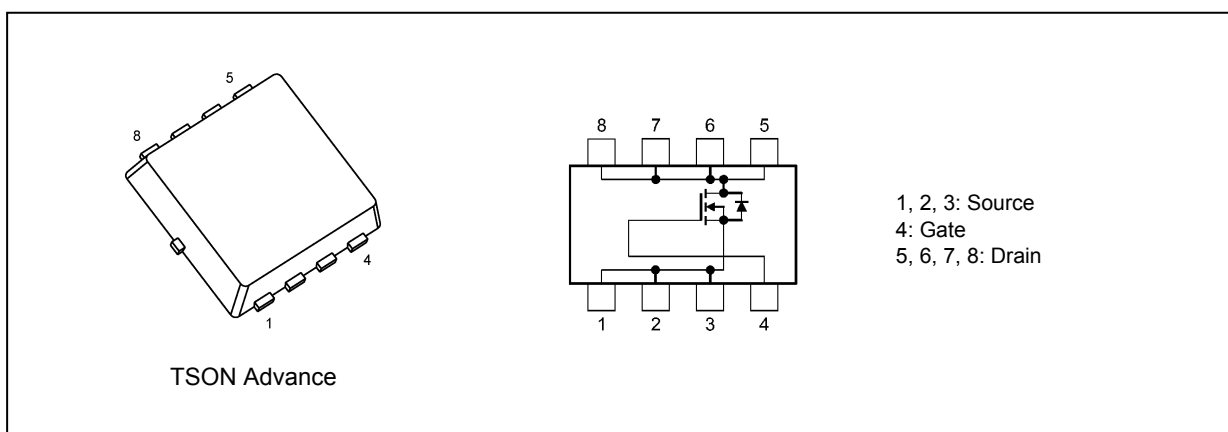 5
8
4
1
TSON Advance
8 7 6 5
1 2 3 4
1, 2, 3: Source
4: Gate
5, 6, 7, 8: Drain